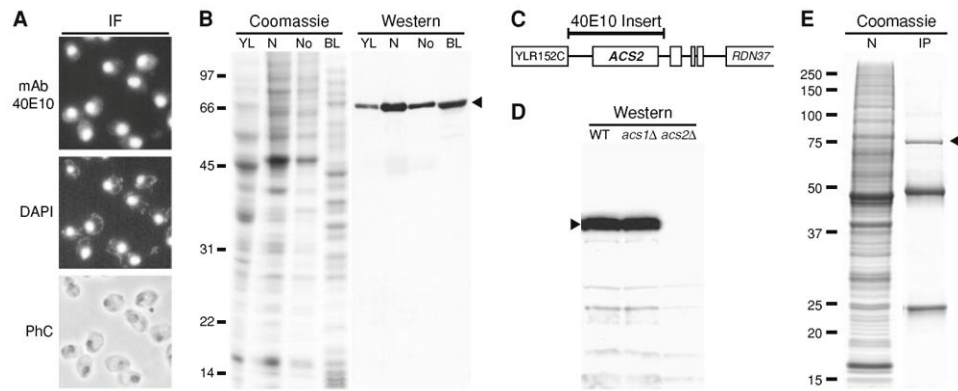 A
IF
mAb
40E10
DAPI
PhC
B
Coomassie
Western
YL N No BL
YL N No BL
97
66
45
31
22
14
C
40E10 Insert
YLR152C
ACS2
RDN37
D
Western
WT acs1Δ acs2Δ
E
Coomassie
N IP
250
150
100
75
50
37
25
20
15